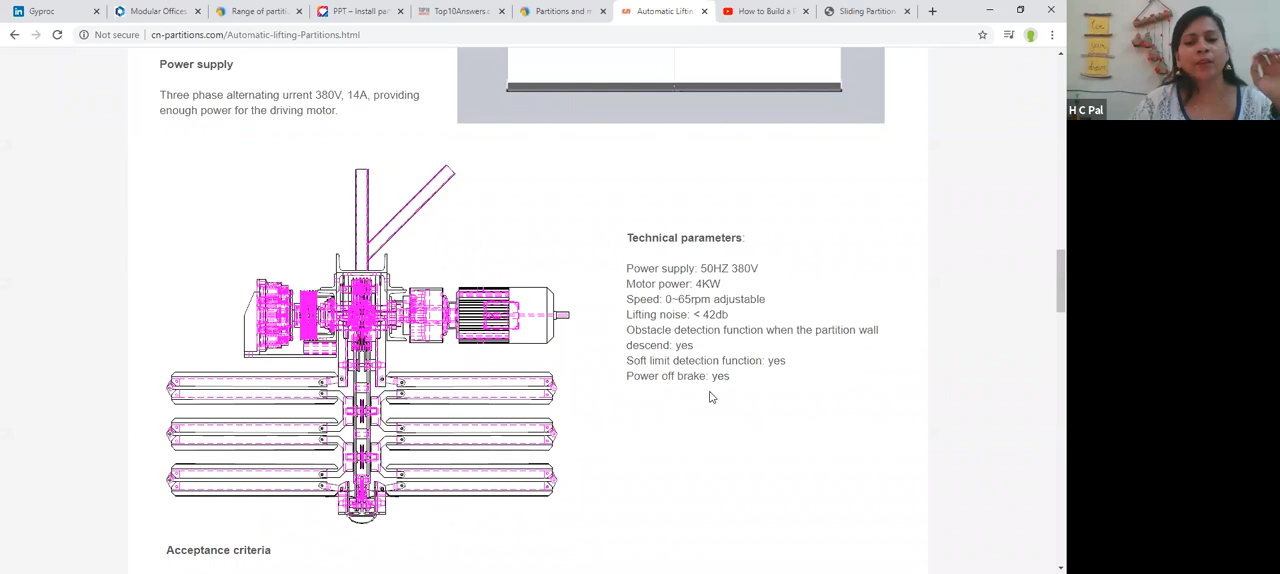 Gyproc
Modular Offices
Range of partiti
PPT – Install par
Top10Answers.c
Partitions and m
Automatic Liftin
How to Build a
Sliding Partition
Not secure
cn-partitions.com/Automatic-lifting-Partitions.html
H C Pal
Power supply
Three phase alternating urrent 380V, 14A, providing
enough power for the driving motor.
Technical parameters:
Power supply: 50HZ 380V
Motor power: 4KW
Speed: 0~65rpm adjustable
Lifting noise: < 42db
Obstacle detection function when the partition wall
descend: yes
Soft limit detection function: yes
Power off brake: yes
Acceptance criteria